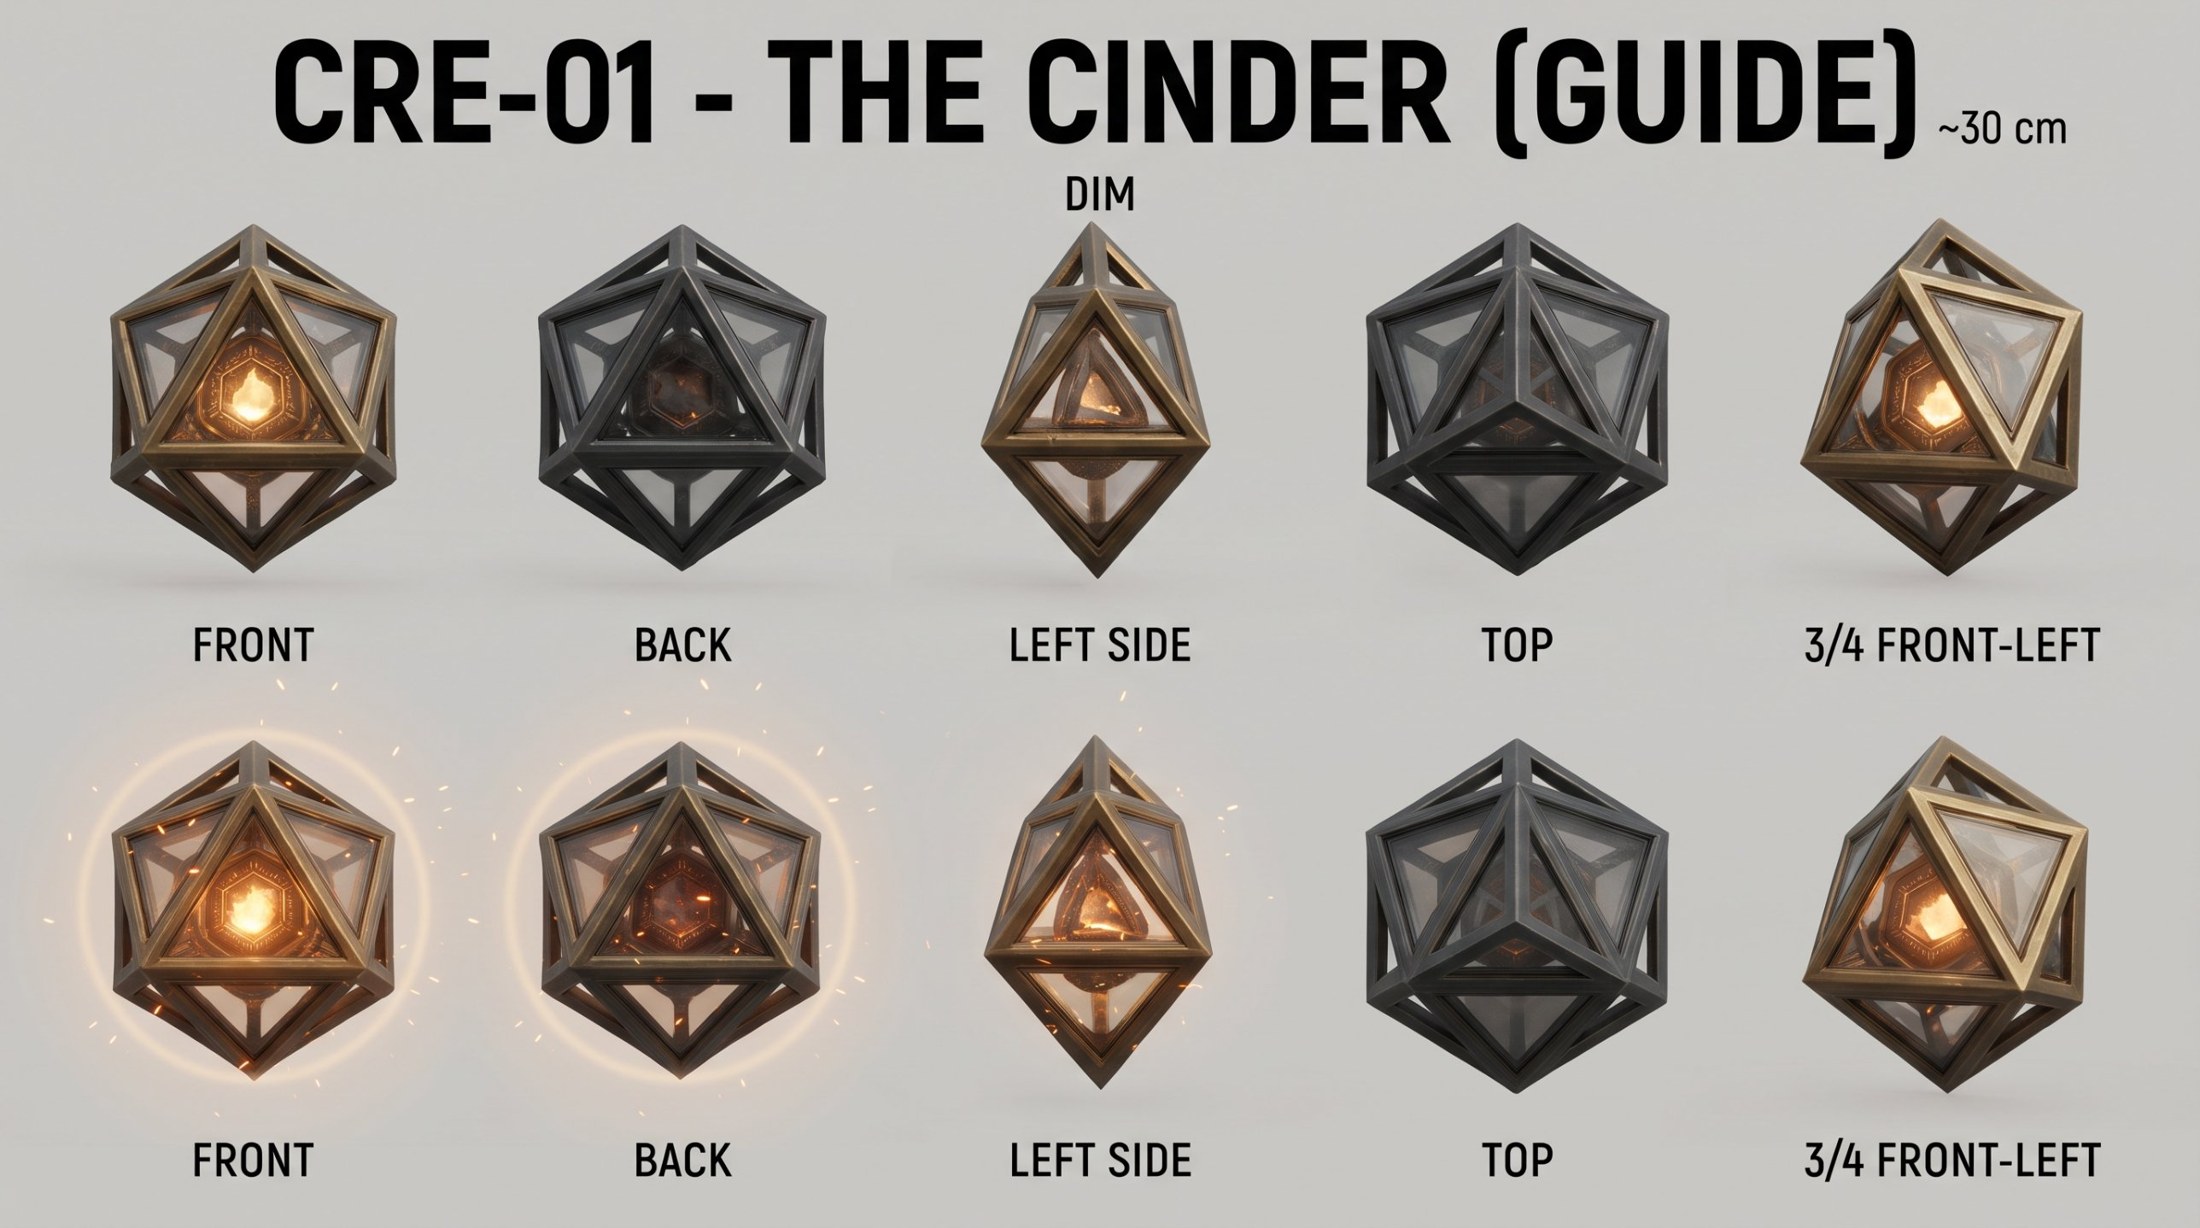 CRE-01 - THE CINDER (GUIDE) ~30 cm
DIM
FRONT BACK LEFT SIDE TOP 3/4 FRONT-LEFT
FRONT BACK LEFT SIDE TOP 3/4 FRONT-LEFT